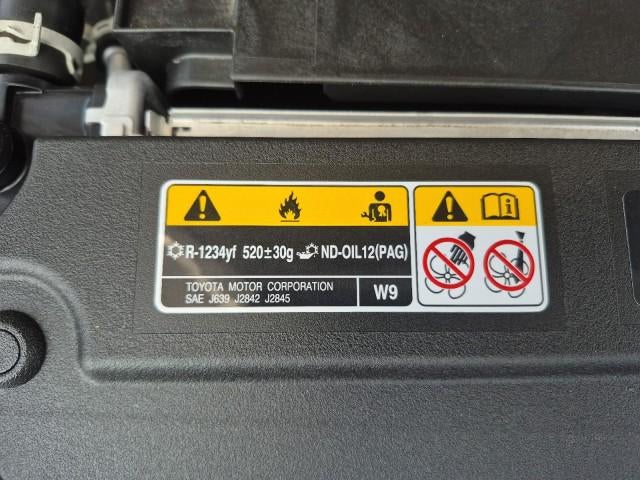 R-1234yf 520±30g ND-OIL12(PAG)
TOYOTA MOTOR CORPORATION
SAE J639 J2842 J2845
W9